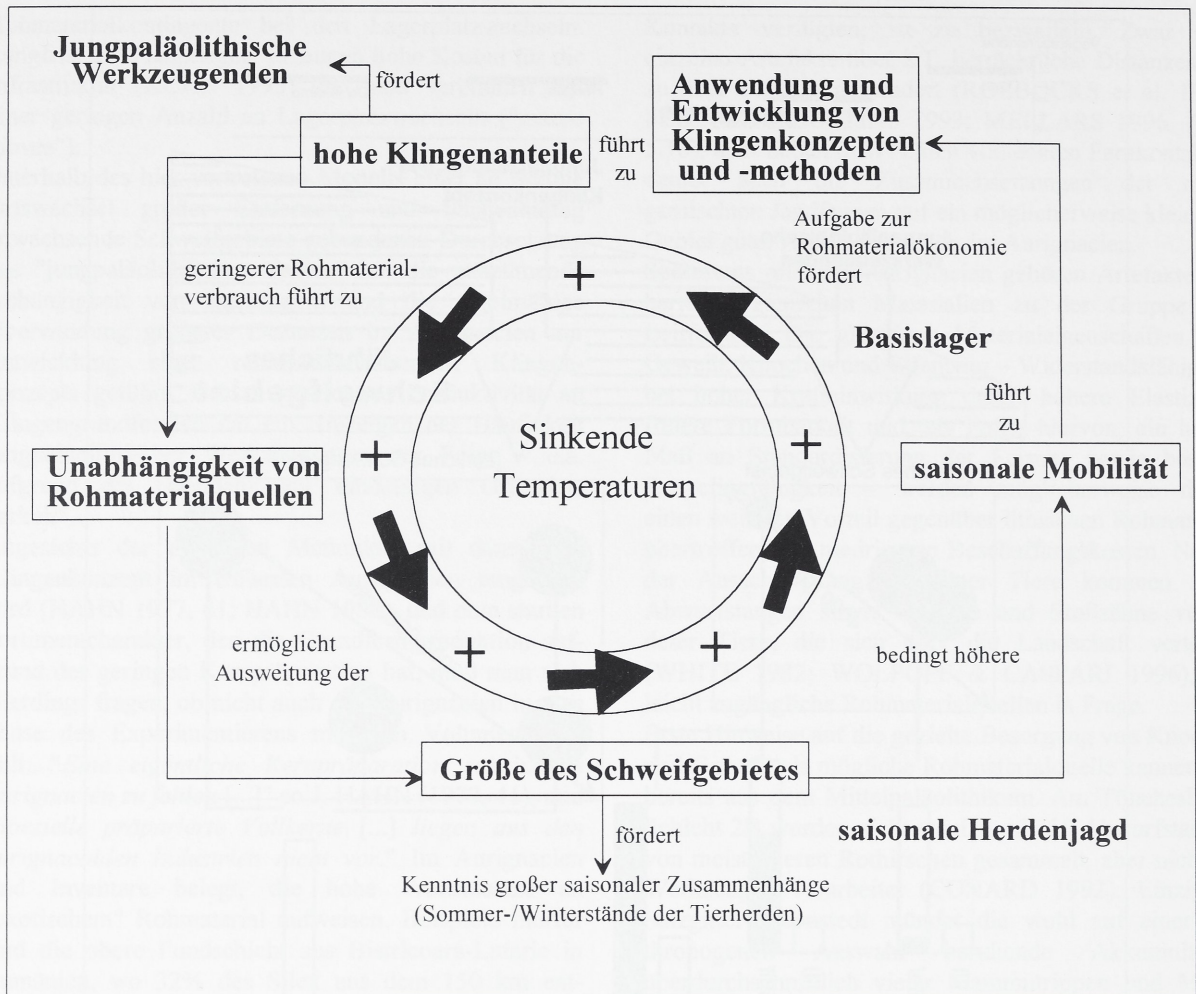 Jungpaläolithische
Werkzeugenden
fördert
Anwendung und
Entwicklung von
Klingenkonzepten
und -methoden
hohe Klingenanteile
führt
zu
Aufgabe zur
Rohmaterialökonomie
fördert
geringerer Rohmaterial-
verbrauch führt zu
+
Basislager
führt
zu
Sinkende
Temperaturen
+
+
Unabhängigkeit von
Rohmaterialquellen
saisonale Mobilität
ermöglicht
Ausweitung der
+
+
bedingt höhere
Größe des Schweifgebietes
fördert
saisonale Herdenjagd
Kenntnis großer saisonaler Zusammenhänge
(Sommer-/Winterstände der Tierherden)